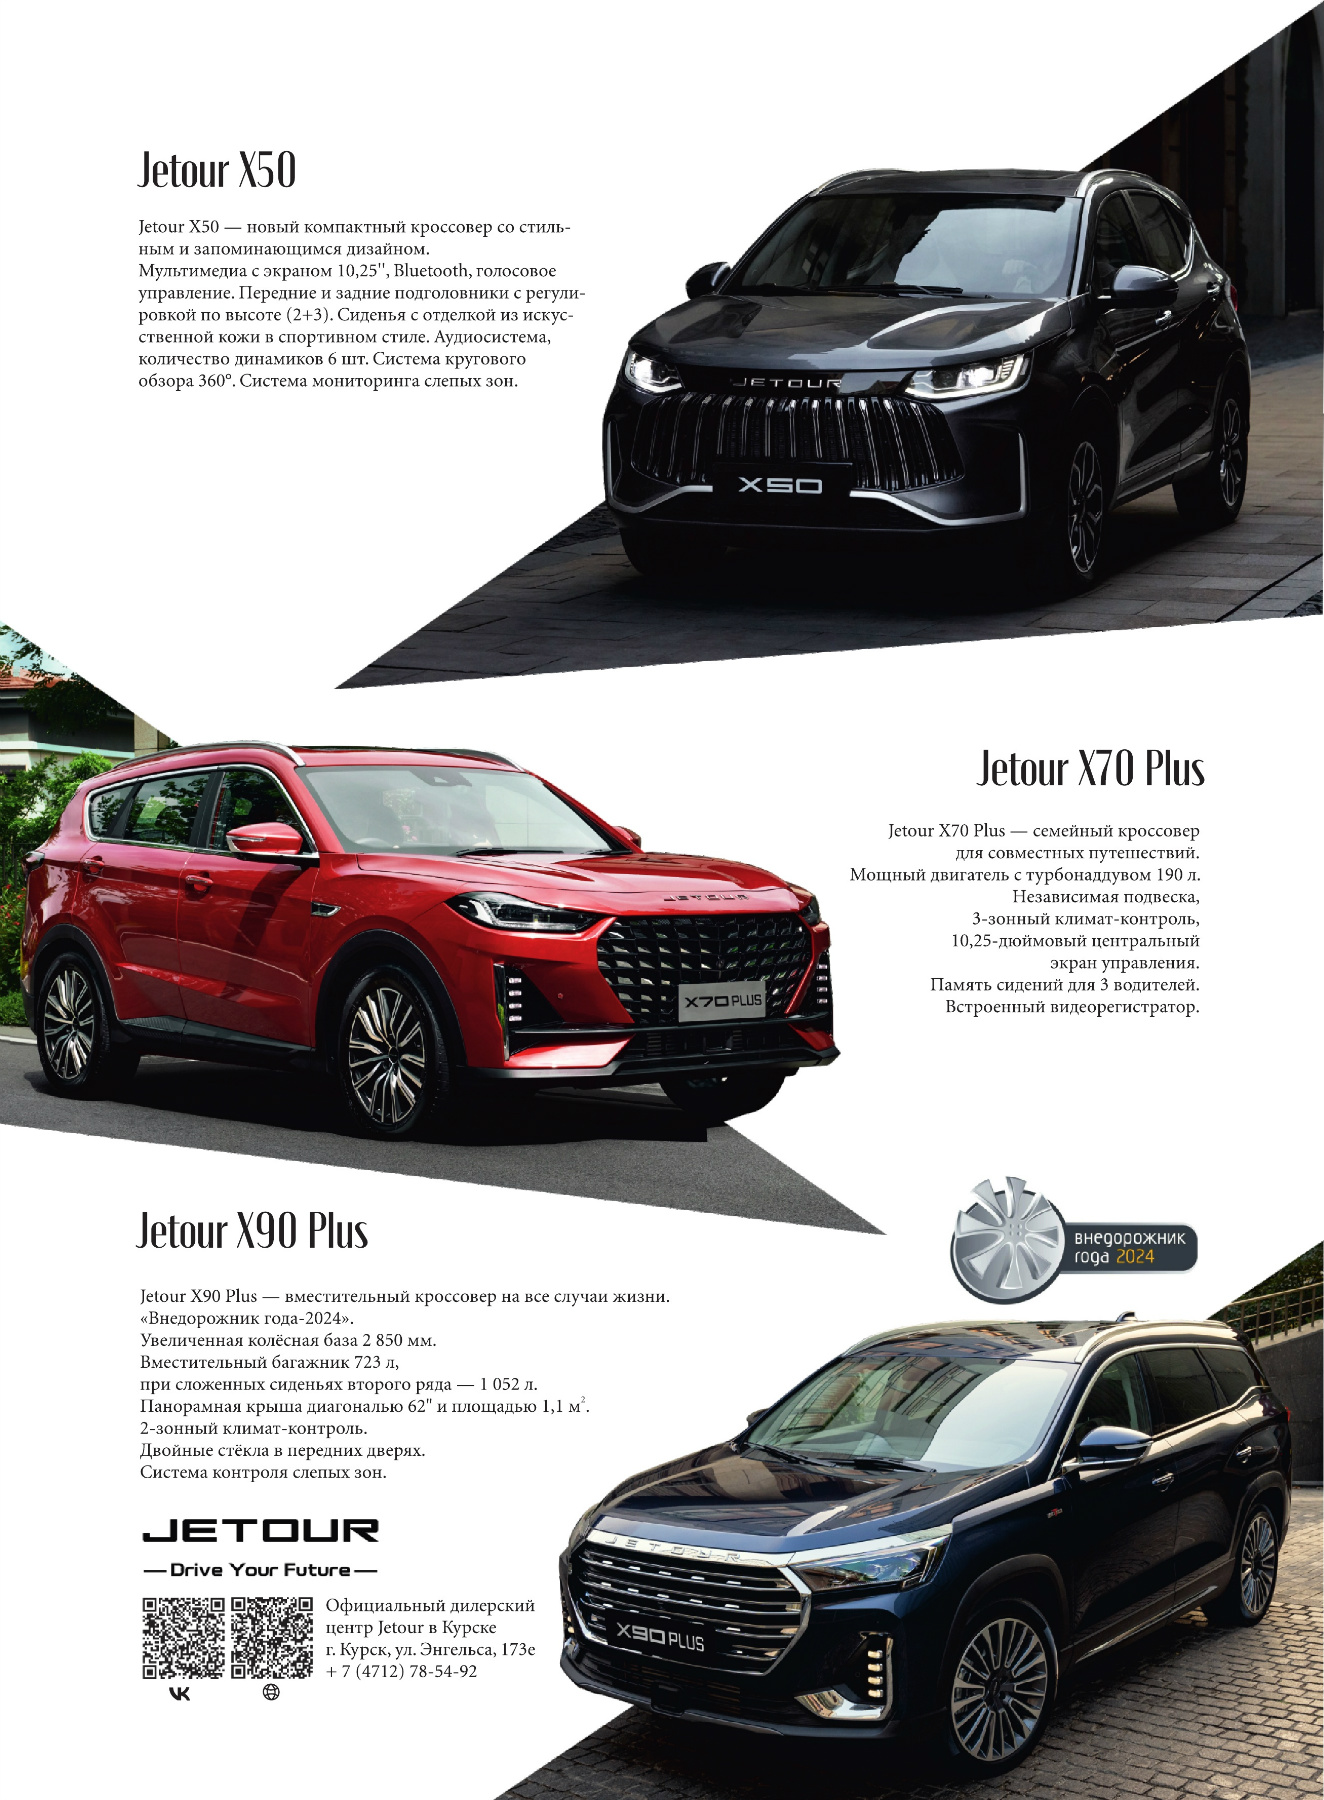 Jetour X50
Jetour X50 — новый компактный кроссовер со стиль-
ным и запоминающимся дизайном.
Мультимедиа с экраном 10,25'', Bluetooth, голосовое
управление. Передние и задние подголовники с регули-
ровкой по высоте (2+3). Сиденья с отделкой из искус-
ственной кожи в спортивном стиле. Аудиосистема,
количество динамиков 6 шт. Система кругового
обзора 360°. Система мониторинга слепых зон.
JETOUR
X50
Jetour X70 Plus
Jetour X70 Plus — семейный кроссовер
для совместных путешествий.
Мощный двигатель с турбонаддувом 190 л.
Независимая подвеска,
3-зонный климат-контроль,
10,25-дюймовый центральный
экран управления.
Память сидений для 3 водителей.
Встроенный видеорегистратор.
JETOUR
X70PLUS
Jetour X90 Plus
Jetour X90 Plus — вместительный кроссовер на все случаи жизни.
«Внедорожник года-2024».
Увеличенная колёсная база 2 850 мм.
Вместительный багажник 723 л,
при сложенных сиденьях второго ряда — 1 052 л.
Панорамная крыша диагональю 62" и площадью 1,1 м².
2-зонный климат-контроль.
Двойные стёкла в передних дверях.
Система контроля слепых зон.
внедорожник
года 2024
JETOUR
X90PLUS
JETOUR
— Drive Your Future —
Официальный дилерский
центр Jetour в Курске
г. Курск, ул. Энгельса, 173е
+ 7 (4712) 78-54-92